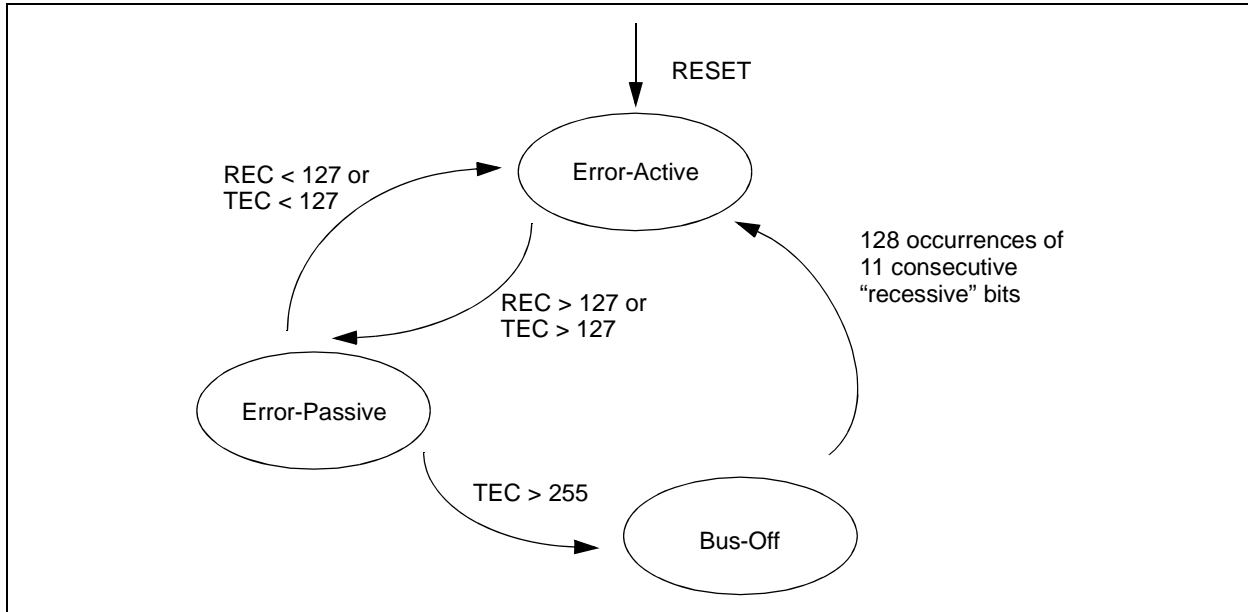 RESET
Error-Active
REC < 127 or
TEC < 127
128 occurrences of
11 consecutive
“recessive” bits
REC > 127 or
TEC > 127
Error-Passive
TEC > 255
Bus-Off